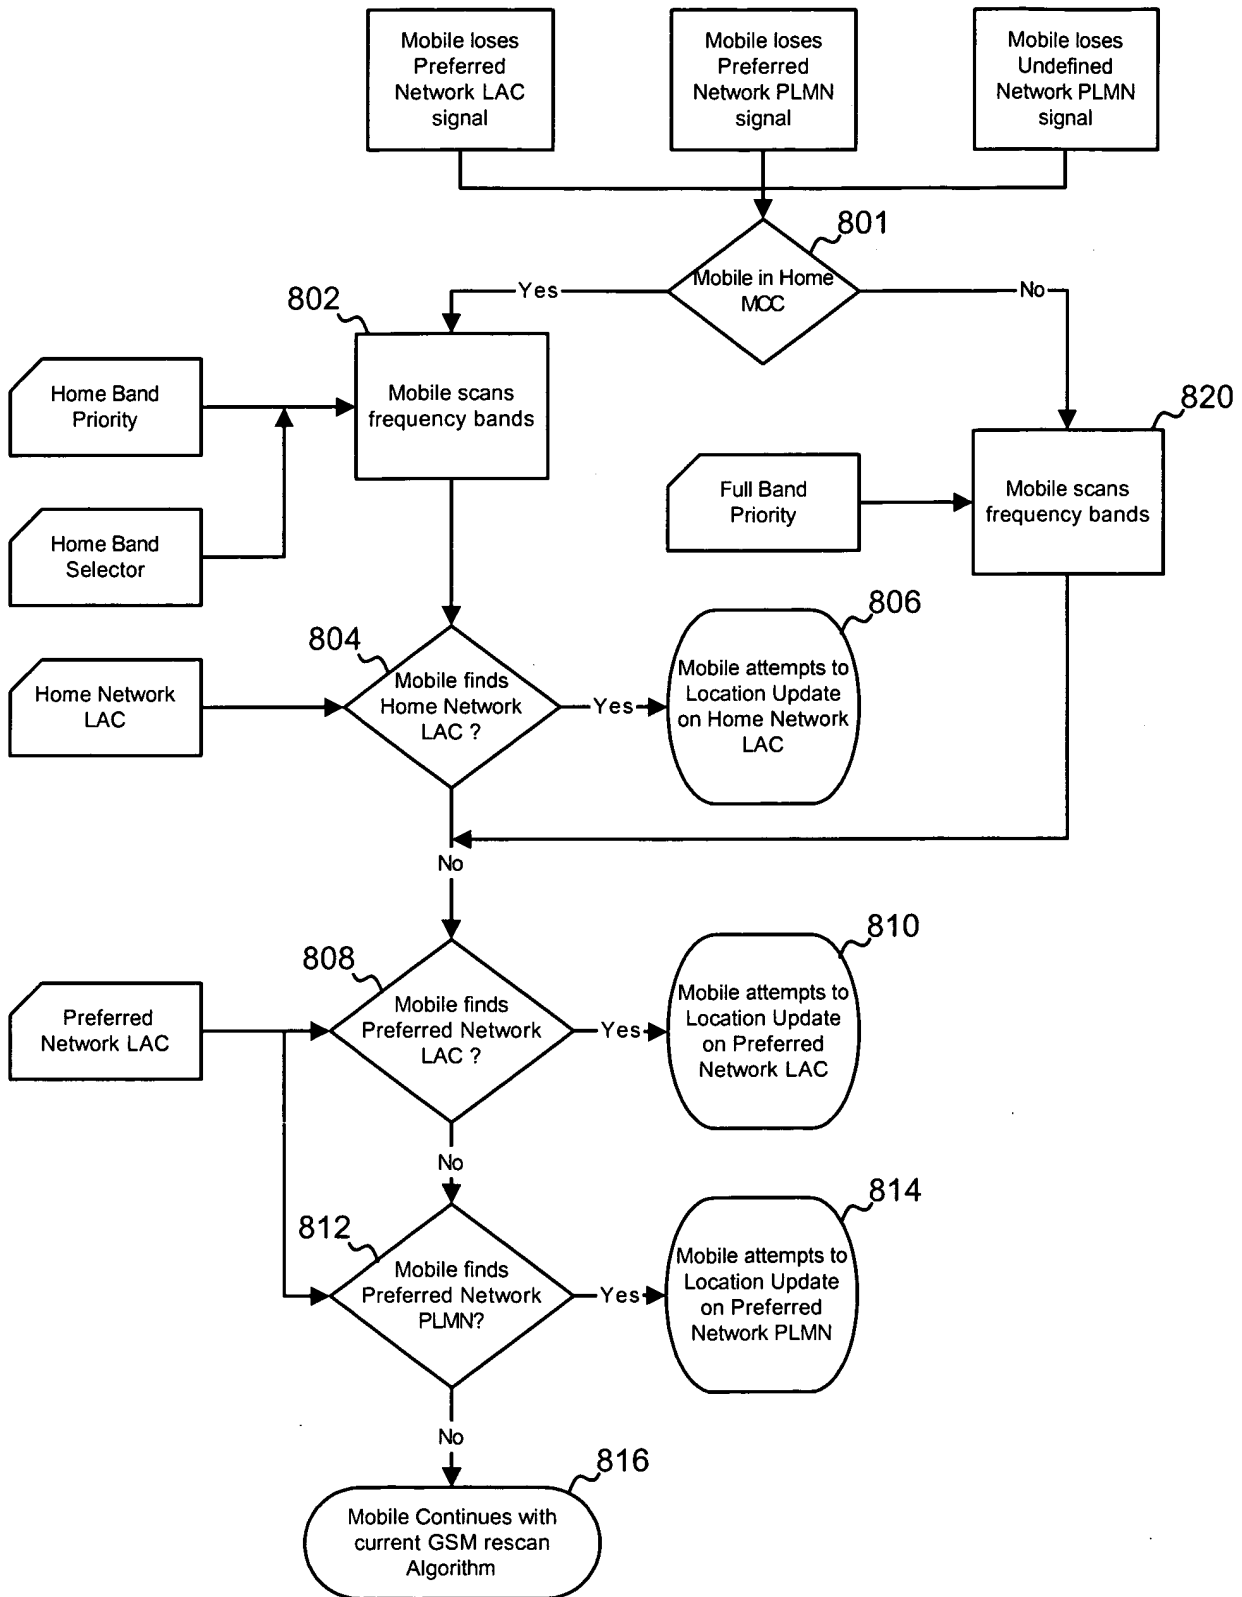 Mobile loses
Preferred
Network LAC
signal
Mobile loses
Preferred
Network PLMN
signal
Mobile loses
Undefined
Network PLMN
signal
801
Mobile in Home
MCC
Yes
No
802
Mobile scans
frequency bands
Home Band
Priority
820
Mobile scans
frequency bands
Full Band
Priority
Home Band
Selector
804
Mobile finds
Home Network
LAC ?
Home Network
LAC
Yes
806
Mobile attempts to
Location Update
on Home Network
LAC
No
808
Mobile finds
Preferred Network
LAC ?
Preferred
Network LAC
Yes
810
Mobile attempts to
Location Update
on Preferred
Network LAC
No
812
Mobile finds
Preferred Network
PLMN?
Yes
814
Mobile attempts to
Location Update
on Preferred
Network PLMN
No
816
Mobile Continues with
current GSM rescan
Algorithm